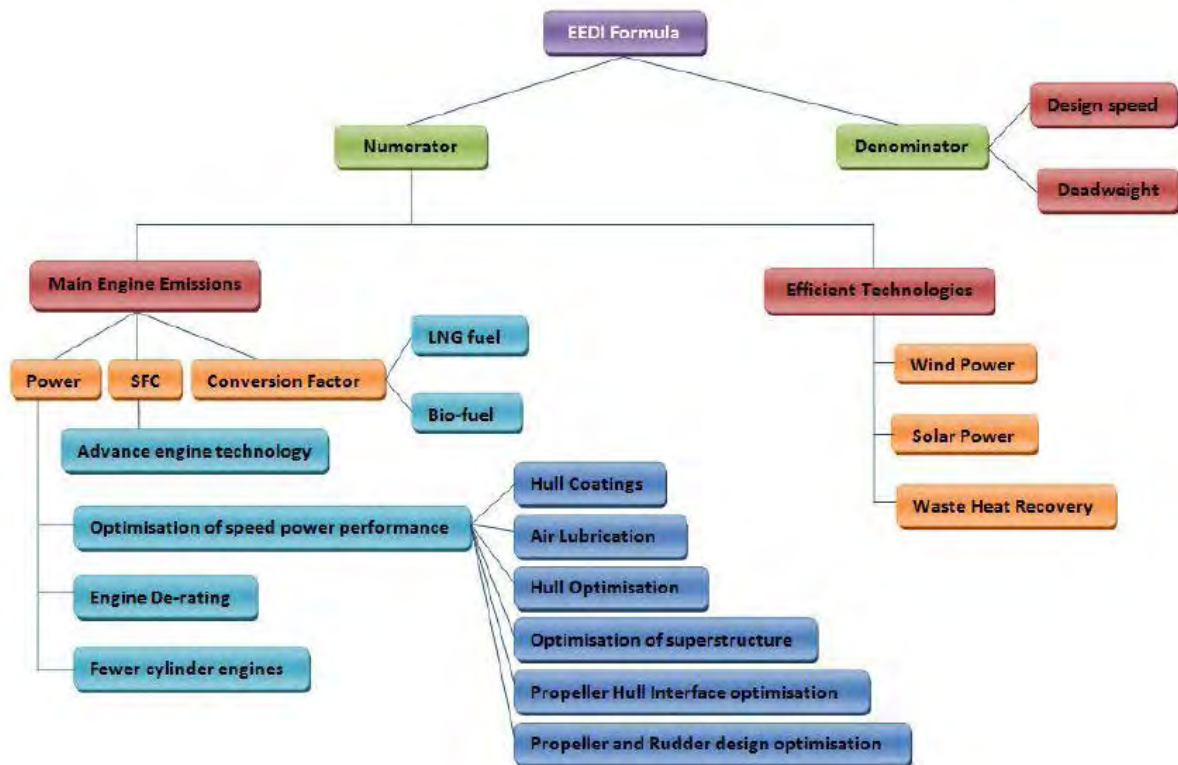 EEDI Formula
Numerator
Denominator
Design speed
Deadweight
Main Engine Emissions
Efficient Technologies
Power
SFC
Conversion Factor
LNG fuel
Bio-fuel
Advance engine technology
Optimisation of speed power performance
Engine De-rating
Fewer cylinder engines
Hull Coatings
Air Lubrication
Hull Optimisation
Optimisation of superstructure
Propeller Hull Interface optimisation
Propeller and Rudder design optimisation
Wind Power
Solar Power
Waste Heat Recovery